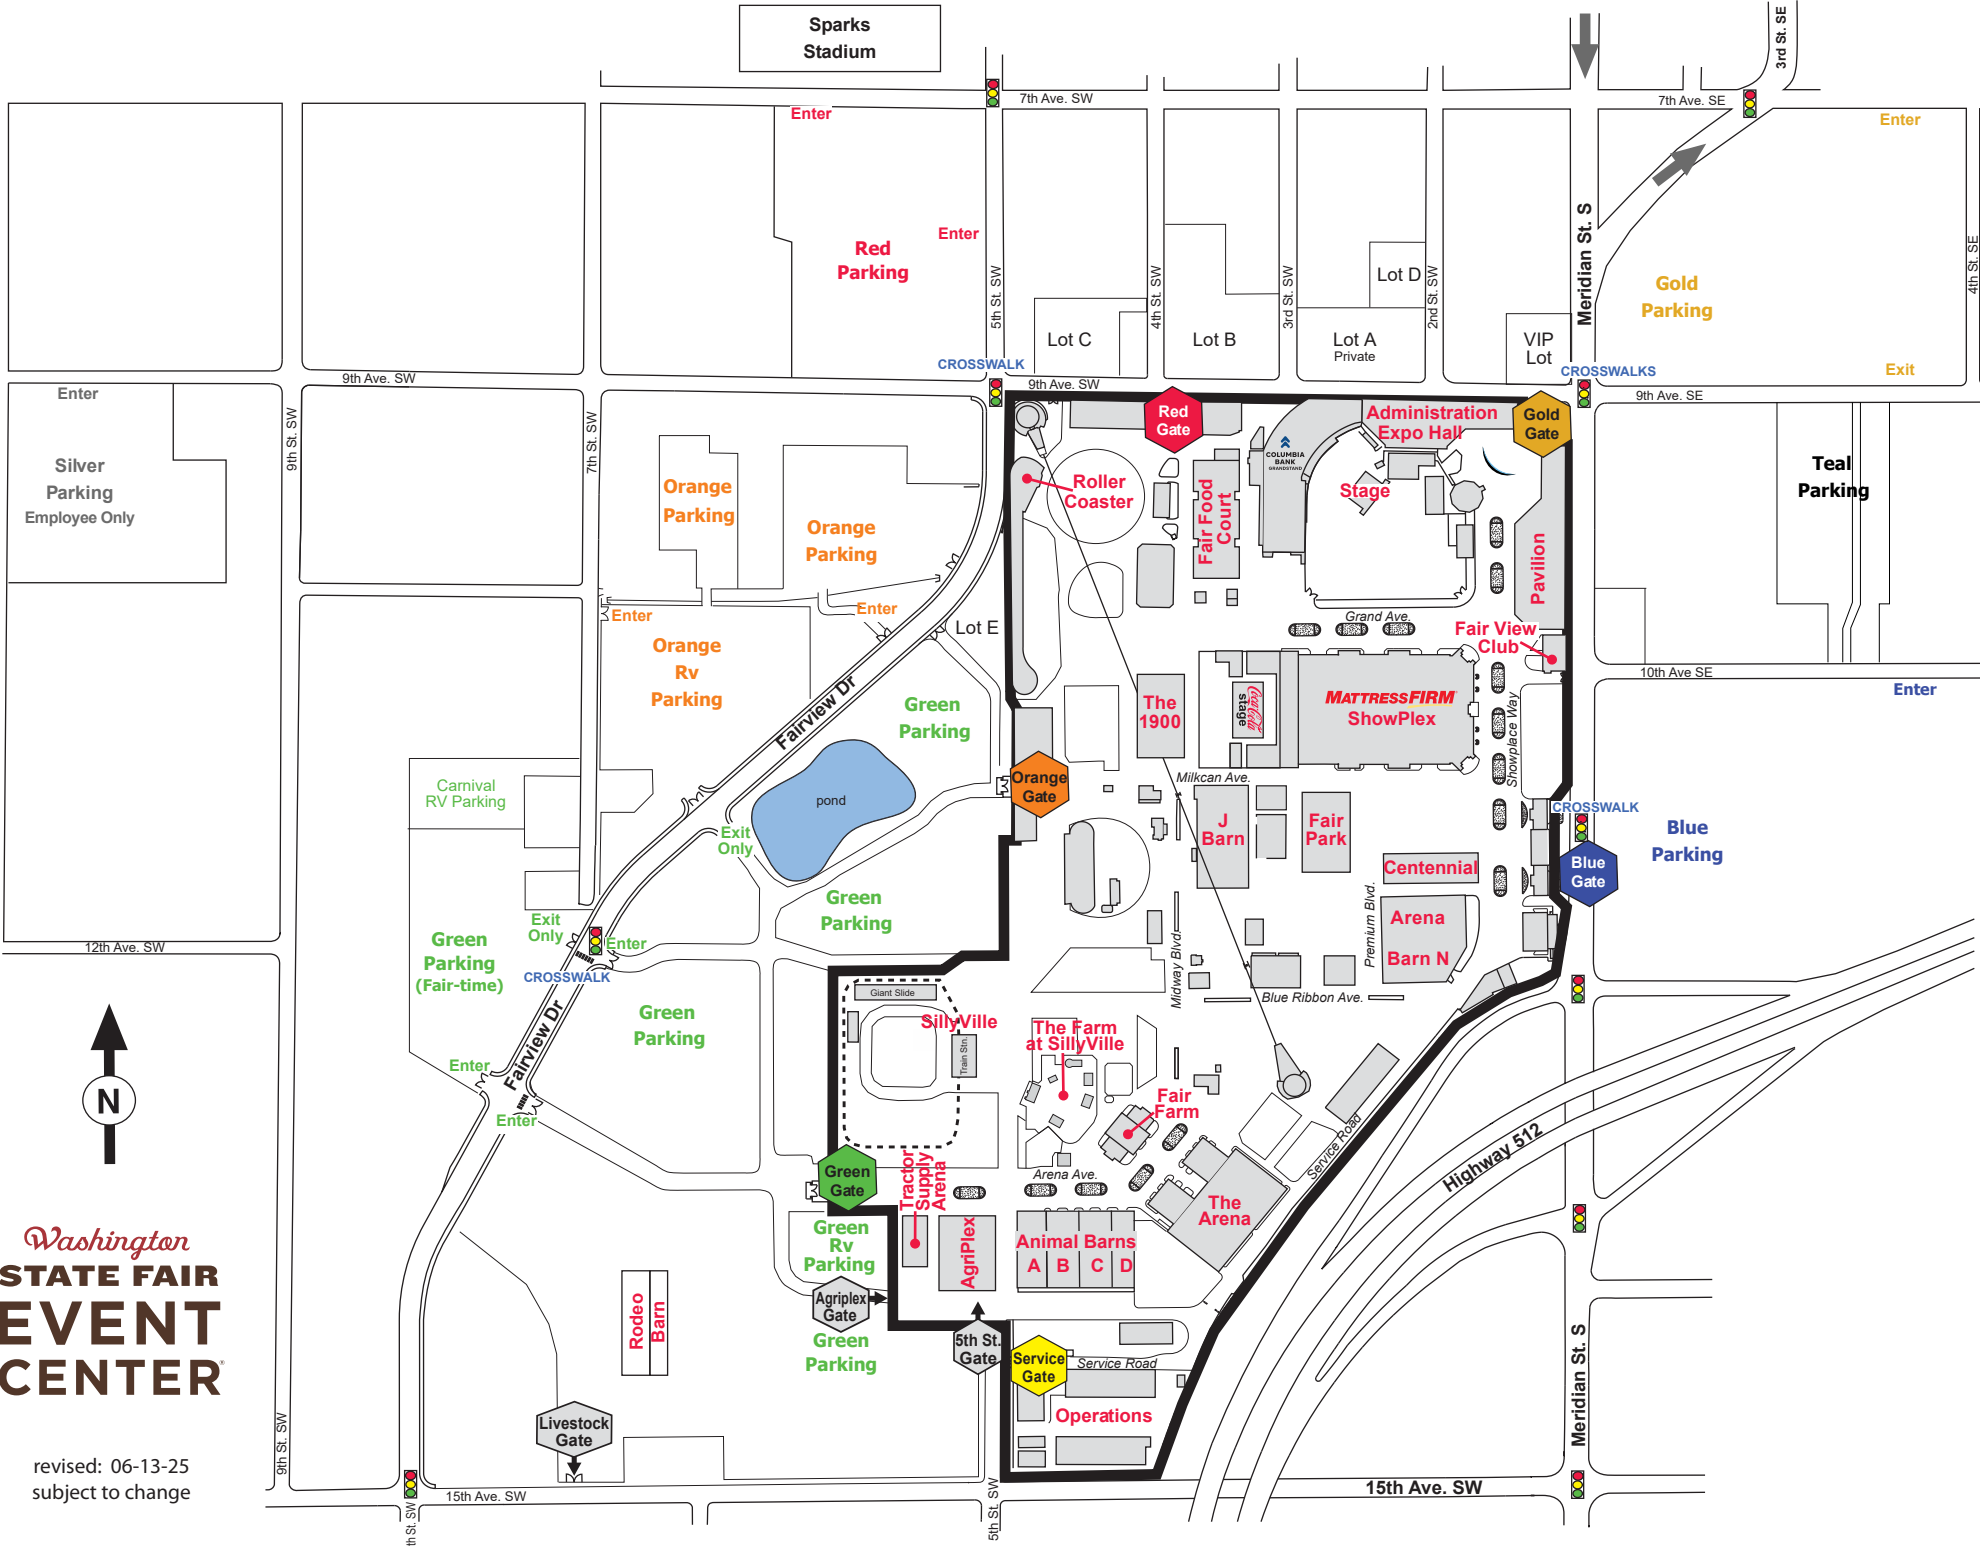 Sparks
Stadium
3rd St. SE
7th Ave. SW
7th Ave. SE
Enter
Enter
Enter
Red
Parking
5th St. SW
4th St. SW
3rd St. SW
2nd St. SW
Meridian St. S
4th St. SE
Lot D
Gold
Parking
Lot C
Lot B
Lot A
Private
VIP
Lot
CROSSWALK
CROSSWALKS
Exit
9th Ave. SW
9th Ave. SW
9th Ave. SE
Enter
Silver
Parking
Employee Only
9th St. SW
7th St. SW
Red
Gate
Administration
Expo Hall
Gold
Gate
COLUMBIA
BANK
GRANDSTAND
Stage
Roller
Coaster
Fair Food
Court
Teal
Parking
Orange
Parking
Orange
Parking
Pavilion
Enter
Enter
Lot E
Grand Ave.
Fair View
Club
Orange
Rv
Parking
10th Ave SE
Enter
Fairview Dr
Green
Parking
The
1900
Coca-Cola
stage
MATTRESSFIRM
ShowPlex
Showplace Way
Orange
Gate
Milkcan Ave.
Carnival
RV Parking
pond
CROSSWALK
Exit
Only
J
Barn
Fair
Park
Blue
Parking
Centennial
Blue
Gate
Green
Parking
Premium Blvd.
Arena
Barn N
Exit
Only
Enter
Green
Parking
(Fair-time)
12th Ave. SW
CROSSWALK
Midway Blvd.
Blue Ribbon Ave.
Giant Slide
SillyVille
Train Stn.
The Farm
at SillyVille
Green
Parking
Fairview Dr
Enter
Enter
N
Fair
Farm
Service Road
Highway 512
Green
Gate
Tractor
Supply
Arena
Arena Ave.
The
Arena
Green
Rv
Parking
AgriPlex
Animal Barns
A B C D
Washington
STATE FAIR
EVENT
CENTER
Agriplex
Gate
Rodeo
Barn
Green
Parking
5th St.
Gate
Service
Gate
Service Road
Operations
Meridian St. S
Livestock
Gate
9th St. SW
revised: 06-13-25
subject to change
15th Ave. SW
15th Ave. SW
th St. SW
5th St. SW